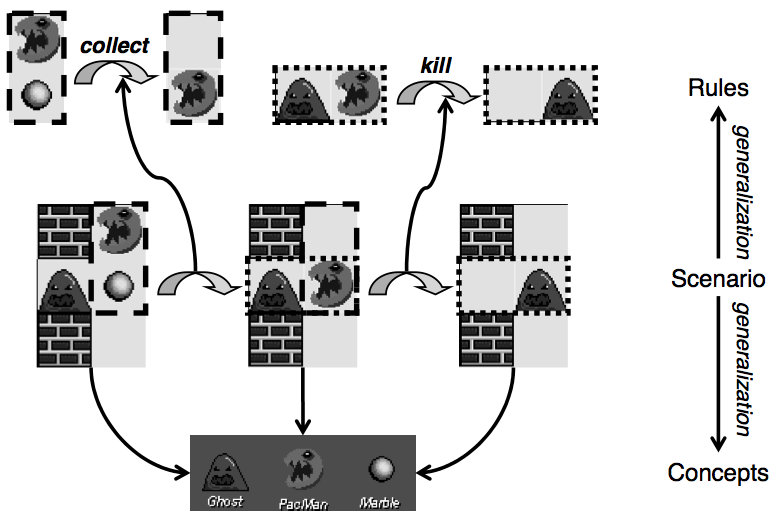 collect
kill
Rules
generalization
Scenario
generalization
Concepts
Ghost
PacMan
Marble